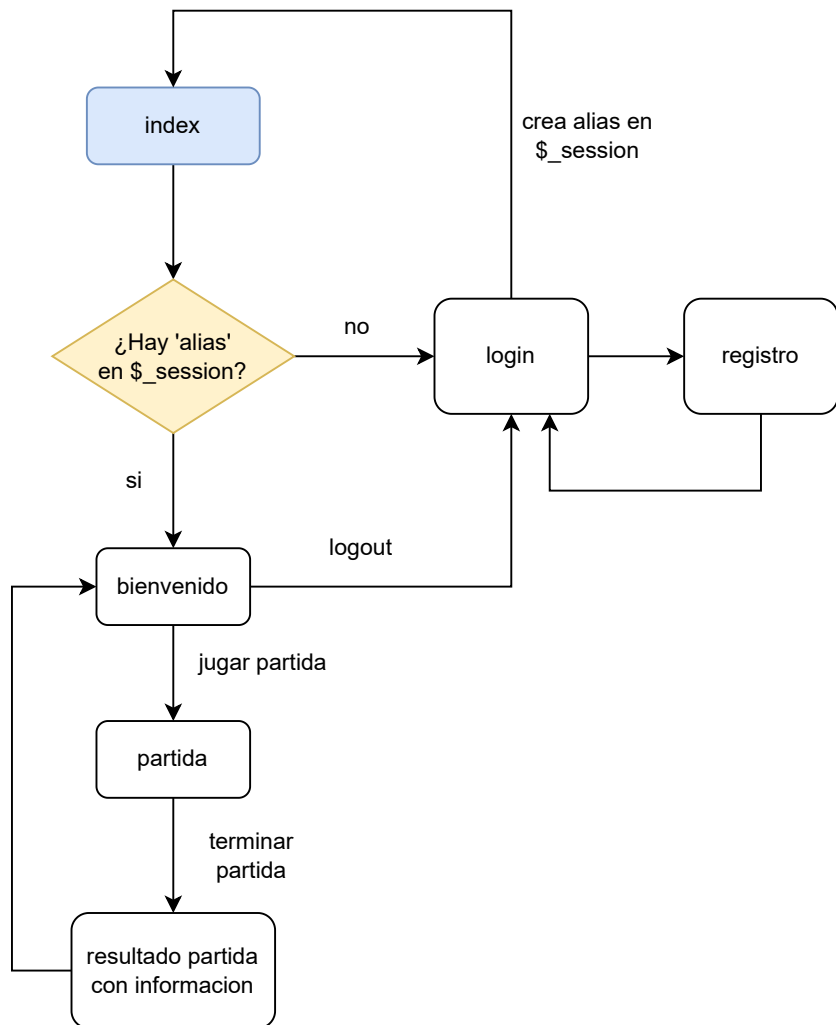 index
crea alias en
$_session
¿Hay 'alias'
en $_session?
no
login
registro
si
logout
bienvenido
jugar partida
partida
terminar
partida
resultado partida
con informacion